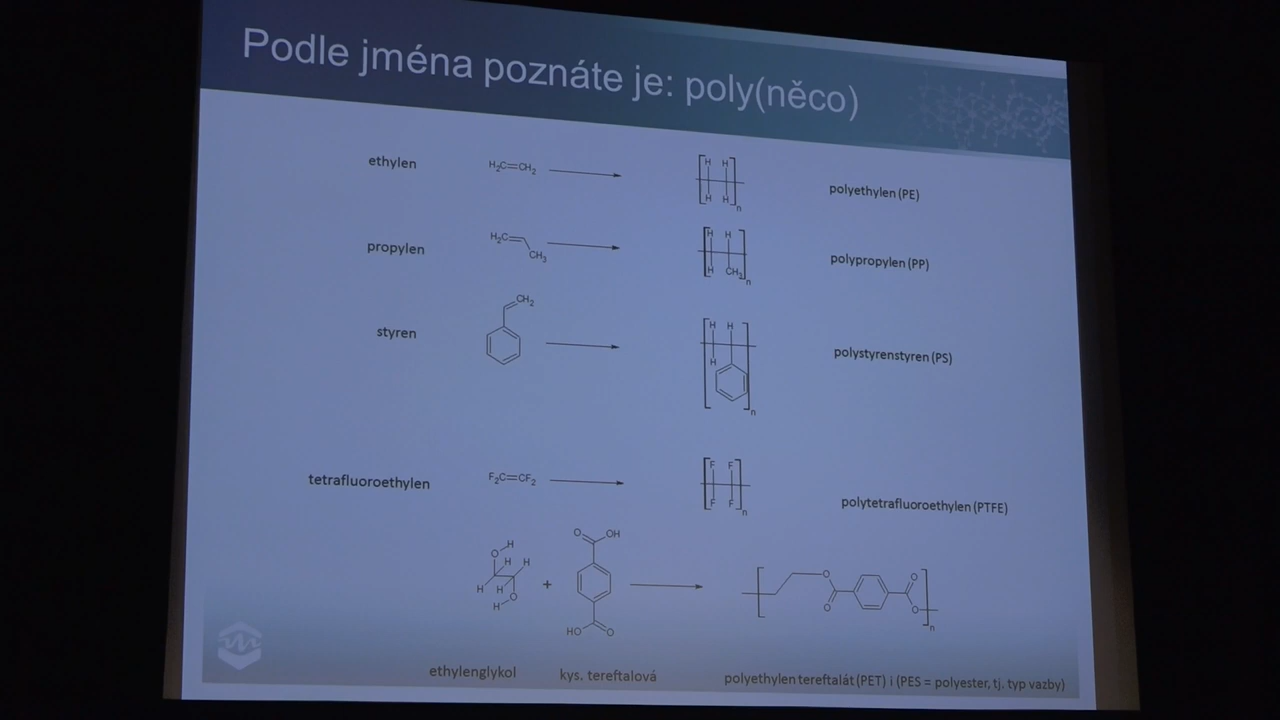 Podle jména poznáte je: poly(něco)
ethylen
H₂C=CH₂
H H
H H
n
polyethylen (PE)
propylen
H₂C
CH₃
H H
H CH₃
n
polypropylen (PP)
styren
CH₂
H H
H
n
polystyrenstyren (PS)
tetrafluoroethylen
F₂C=CF₂
F F
F F
n
polytetrafluoroethylen (PTFE)
H
O
H H
H H
O
H
+
O OH
HO O
O
O
O
O
n
ethylenglykol
kys. tereftalová
polyethylen tereftalát (PET) i (PES = polyester, tj. typ vazby)